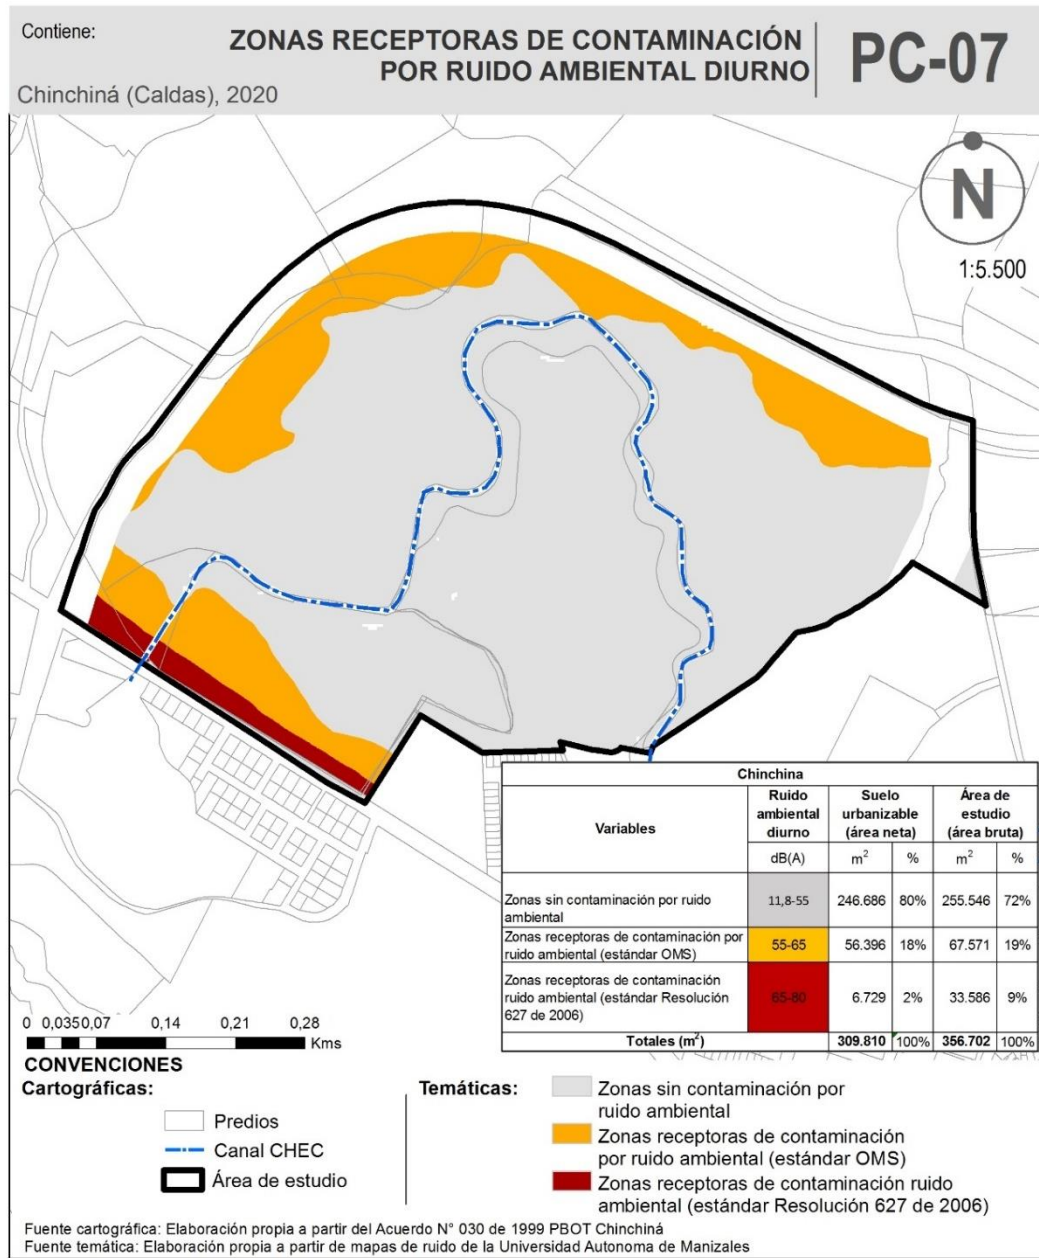 Contiene:
ZONAS RECEPTORAS DE CONTAMINACIÓN
POR RUIDO AMBIENTAL DIURNO
PC-07
Chinchiná (Caldas), 2020
N
1:5.500
Chinchina
Variables
Ruido
ambiental
diurno
Suelo
urbanizable
(área neta)
Área de
estudio
(área bruta)
dB(A) m² % m² %
Zonas sin contaminación por ruido
ambiental
11,8-55 246.686 80% 255.546 72%
Zonas receptoras de contaminación por
ruido ambiental (estándar OMS)
55-65 56.396 18% 67.571 19%
Zonas receptoras de contaminación
ruido ambiental (estándar Resolución
627 de 2006)
65-80 6.729 2% 33.586 9%
Totales (m²) 309.810 100% 356.702 100%
0 0,0350,07 0,14 0,21 0,28
Kms
CONVENCIONES
Cartográficas:
Predios
Canal CHEC
Área de estudio
Temáticas:
Zonas sin contaminación por
ruido ambiental
Zonas receptoras de contaminación
por ruido ambiental (estándar OMS)
Zonas receptoras de contaminación ruido
ambiental (estándar Resolución 627 de 2006)
Fuente cartográfica: Elaboración propia a partir del Acuerdo N° 030 de 1999 PBOT Chinchiná
Fuente temática: Elaboración propia a partir de mapas de ruido de la Universidad Autonoma de Manizales